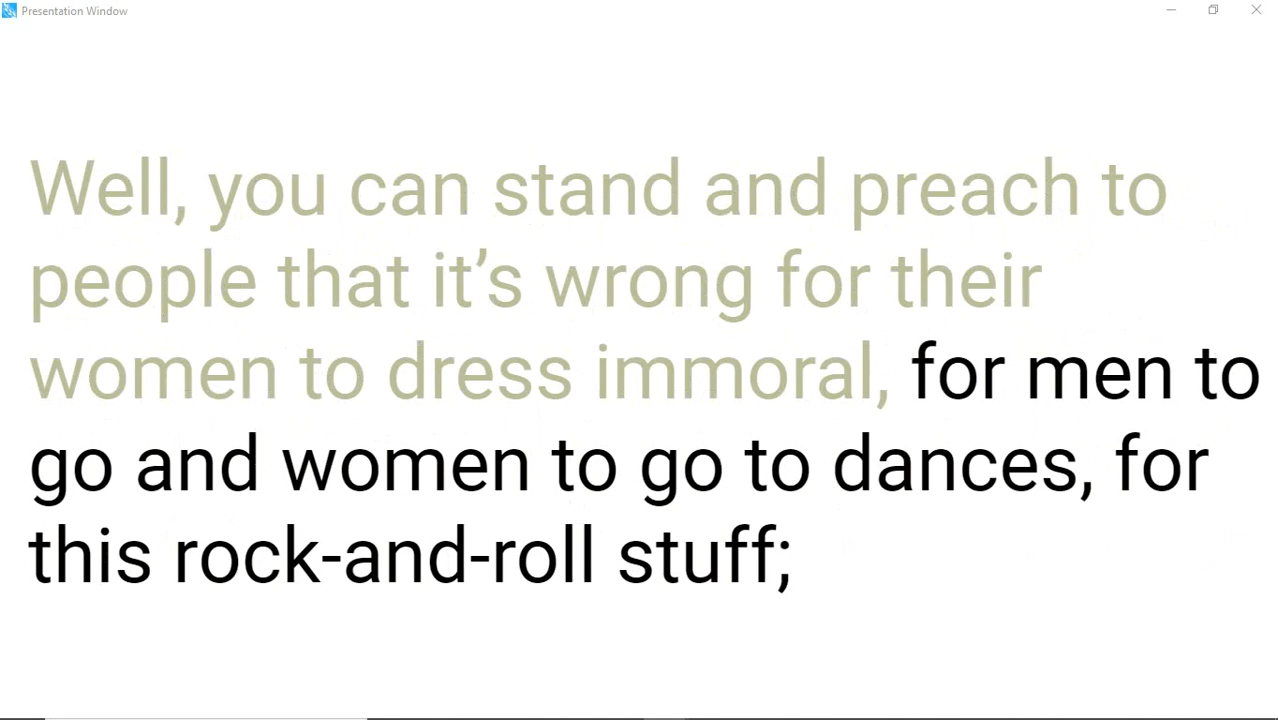 Presentation Window
Well, you can stand and preach to
people that it’s wrong for their
women to dress immoral, for men to
go and women to go to dances, for
this rock-and-roll stuff;